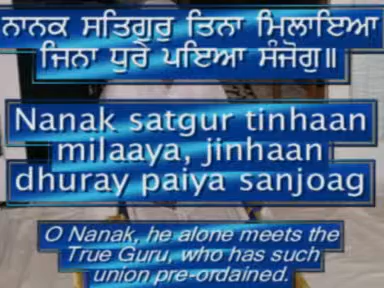 ਨਾਨਕ ਸਤਿਗੁਰੁ ਤਿਨਾ ਮਿਲਾਇਆ
ਜਿਨਾ ਧੁਰੇ ਪਇਆ ਸੰਜੋਗੁ॥
Nanak satgur tinhaan
milaaya, jinhaan
dhuray paiya sanjoag
O Nanak, he alone meets the
True Guru, who has such
union pre-ordained.